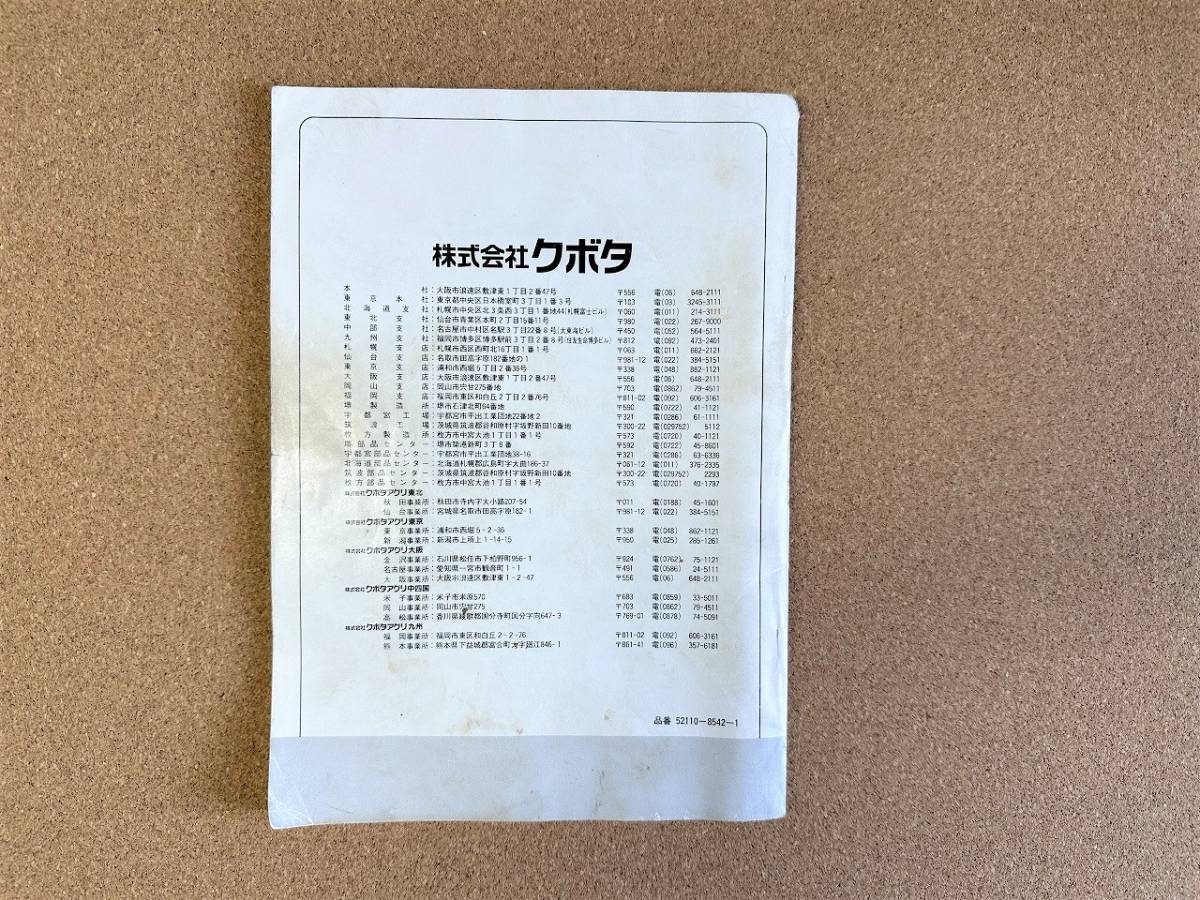 株式会社クボタ
本社：大阪市浪速区敷津東1丁目2番47号 〒556 電(06) 648-2111
東京本社：東京都中央区日本橋室町3丁目1番3号 〒103 電(03) 3245-3111
北海道支社：札幌市中央区北3条西3丁目1番地44(札幌富士ビル) 〒060 電(011) 214-3111
東北支社：仙台市青葉区本町2丁目15番11号 〒980 電(022) 267-9000
中部支社：名古屋市中村区名駅3丁目22番8号(大東海ビル) 〒450 電(052) 564-5111
九州支社：福岡市博多区博多駅前3丁目2番8号(住友生命博多ビル) 〒812 電(092) 473-2401
札幌支店：札幌市西区西町北16丁目1番1号 〒063 電(011) 662-2121
仙台支店：名取市田高字原182番地の1 〒981-12 電(022) 384-5151
東京支店：浦和市西堀5丁目2番36号 〒338 電(048) 862-1121
大阪支店：大阪市浪速区敷津東1丁目2番47号 〒556 電(06) 648-2111
岡山支店：岡山市宍甘275番地 〒703 電(0862) 79-4511
福岡支店：福岡市東区和白丘2丁目2番76号 〒811-02 電(092) 606-3161
堺製造所：堺市石津北町64番地 〒590 電(0722) 41-1121
宇都宮工場：宇都宮市平出工業団地22番地2 〒321 電(0286) 61-1111
筑波工場：茨城県筑波郡谷和原村字坂野新田10番地 〒300-22 電(029752) 5112
枚方製造所：枚方市中宮大池1丁目1番1号 〒573 電(0720) 40-1121
堺部品センター：堺市築港新町3丁8番 〒592 電(0722) 45-8601
宇都宮部品センター：宇都宮市平出工業団地38-16 〒321 電(0286) 63-6336
北海道部品センター：北海道札幌郡広島町字大曲186-37 〒061-12 電(011) 376-2335
筑波部品センター：茨城県筑波郡谷和原村字坂野新田10番地 〒300-22 電(029752) 2293
枚方部品センター：枚方市中宮大池1丁目1番1号 〒573 電(0720) 40-1797
株式会社クボタアグリ東北
秋田事業所：秋田市寺内字大小路207-54 〒011 電(0188) 45-1601
仙台事業所：宮城県名取市田高字原182-1 〒981-12 電(022) 384-5151
株式会社クボタアグリ東京
東京事業所：浦和市西堀5-2-36 〒338 電(048) 862-1121
新潟事業所：新潟市上所上1-14-15 〒950 電(025) 285-1261
株式会社クボタアグリ大阪
金沢事業所：石川県松任市下柏野町956-1 〒924 電(0762) 75-1121
名古屋事業所：愛知県一宮市観音町1-1 〒491 電(0586) 24-5111
大阪事業所：大阪市浪速区敷津東1-2-47 〒556 電(06) 648-2111
株式会社クボタアグリ中四国
米子事業所：米子市米原570 〒683 電(0859) 33-5011
岡山事業所：岡山市宍甘275 〒703 電(0862) 79-4511
高松事業所：香川県綾歌郡国分寺町国分字向647-3 〒769-01 電(0878) 74-5091
株式会社クボタアグリ九州
福岡事業所：福岡市東区和白丘2-2-76 〒811-02 電(092) 606-3161
熊本事業所：熊本県下益城郡富合町大字廻江846-1 〒861-41 電(096) 357-6181
品番 52110-8542-1